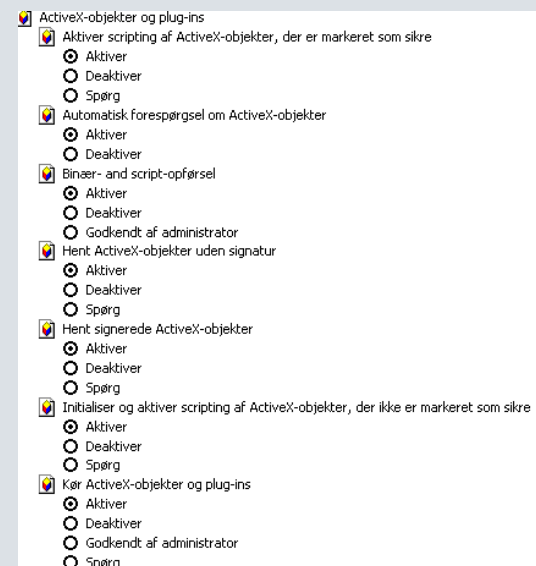 ActiveX-objekter og plug-ins
Aktiver scripting af ActiveX-objekter, der er markeret som sikre
Aktiver
Deaktiver
Spørg
Automatisk forespørgsel om ActiveX-objekter
Aktiver
Deaktiver
Binær- and script-opførsel
Aktiver
Deaktiver
Godkendt af administrator
Hent ActiveX-objekter uden signatur
Aktiver
Deaktiver
Spørg
Hent signerede ActiveX-objekter
Aktiver
Deaktiver
Spørg
Initialiser og aktiver scripting af ActiveX-objekter, der ikke er markeret som sikre
Aktiver
Deaktiver
Spørg
Kør ActiveX-objekter og plug-ins
Aktiver
Deaktiver
Godkendt af administrator
Spørg